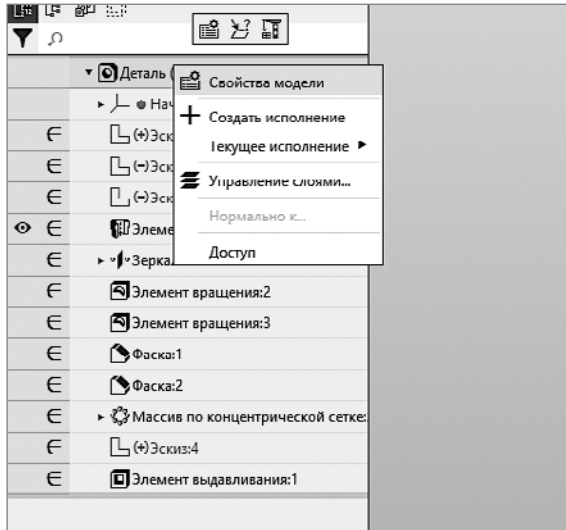 Деталь (
Свойства модели
Создать исполнение
Текущее исполнение
Управление слоями...
Нормально к...
Доступ
Нач
(+)Эск
(-)Эск
(-)Эск
Элеме
Зерка
Элемент вращения:2
Элемент вращения:3
Фаска:1
Фаска:2
Массив по концентрической сетке:
(+)Эскиз:4
Элемент выдавливания:1